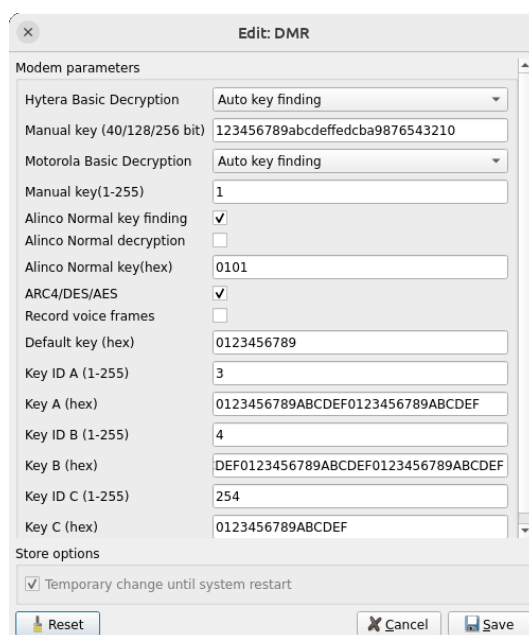 Edit: DMR
Modem parameters
Hytera Basic Decryption Auto key finding
Manual key (40/128/256 bit) 123456789abcdeffedcba9876543210
Motorola Basic Decryption Auto key finding
Manual key(1-255) 1
Alinco Normal key finding
Alinco Normal decryption
Alinco Normal key(hex) 0101
ARC4/DES/AES
Record voice frames
Default key (hex) 0123456789
Key ID A (1-255) 3
Key A (hex) 0123456789ABCDEF0123456789ABCDEF
Key ID B (1-255) 4
Key B (hex) DEF0123456789ABCDEF0123456789ABCDEF
Key ID C (1-255) 254
Key C (hex) 0123456789ABCDEF
Store options
Temporary change until system restart
Reset Cancel Save